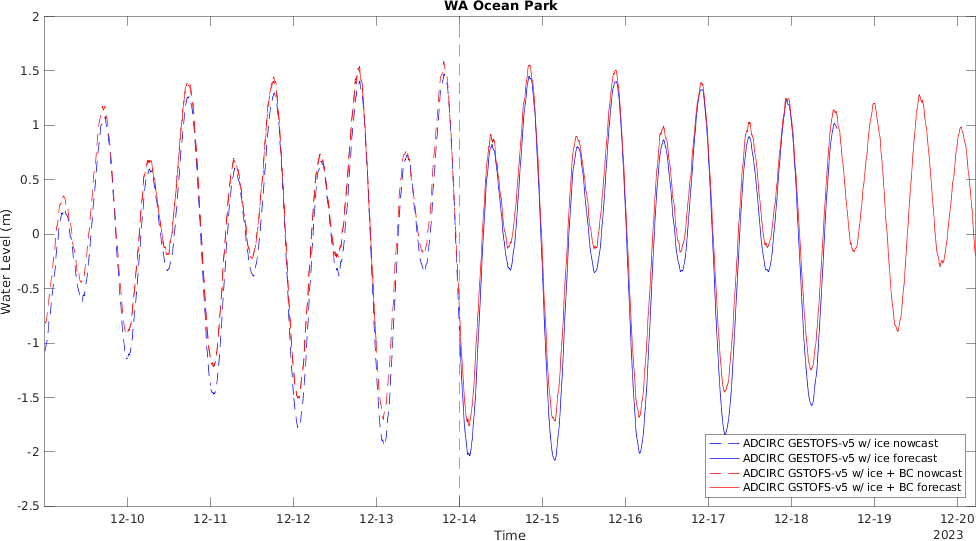 WA Ocean Park
2
1.5
1
0.5
0
-0.5
-1
-1.5
-2
-2.5
Water Level (m)
ADCIRC GESTOFS-v5 w/ ice nowcast
ADCIRC GESTOFS-v5 w/ ice forecast
ADCIRC GSTOFS-v5 w/ ice + BC nowcast
ADCIRC GSTOFS-v5 w/ ice + BC forecast
12-10 12-11 12-12 12-13 12-14 12-15 12-16 12-17 12-18 12-19 12-20
Time 2023